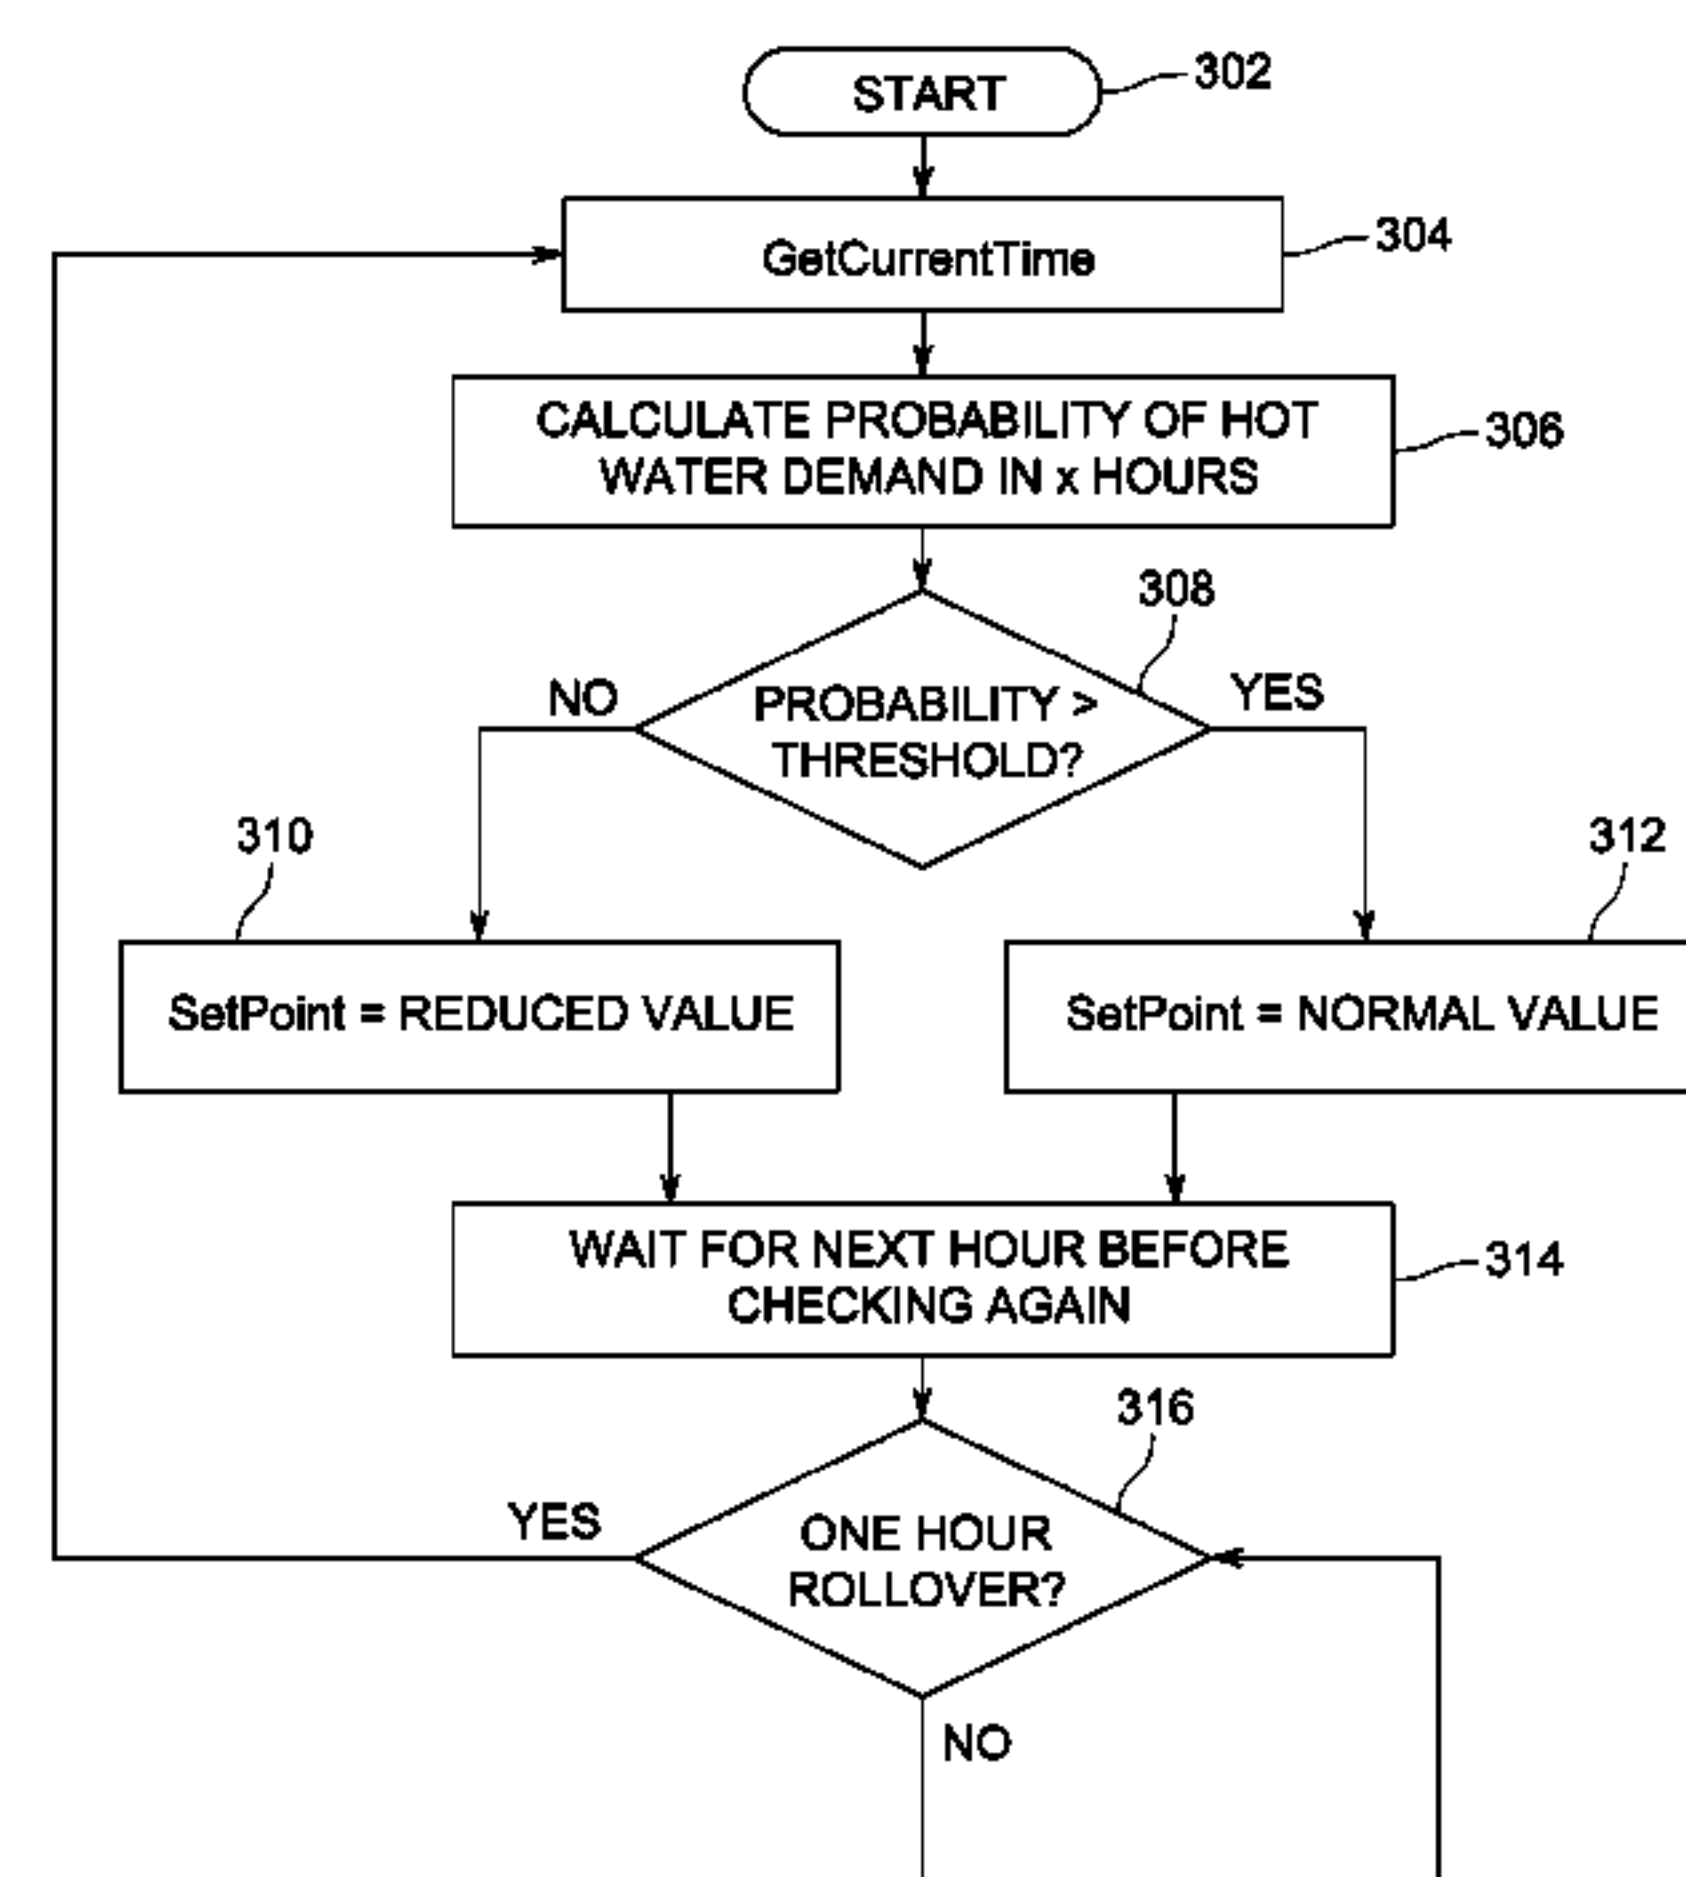 START
302
GetCurrentTime
304
CALCULATE PROBABILITY OF HOT
WATER DEMAND IN x HOURS
306
308
NO
PROBABILITY >
THRESHOLD?
YES
310
312
SetPoint = REDUCED VALUE
SetPoint = NORMAL VALUE
WAIT FOR NEXT HOUR BEFORE
CHECKING AGAIN
314
316
YES
ONE HOUR
ROLLOVER?
NO